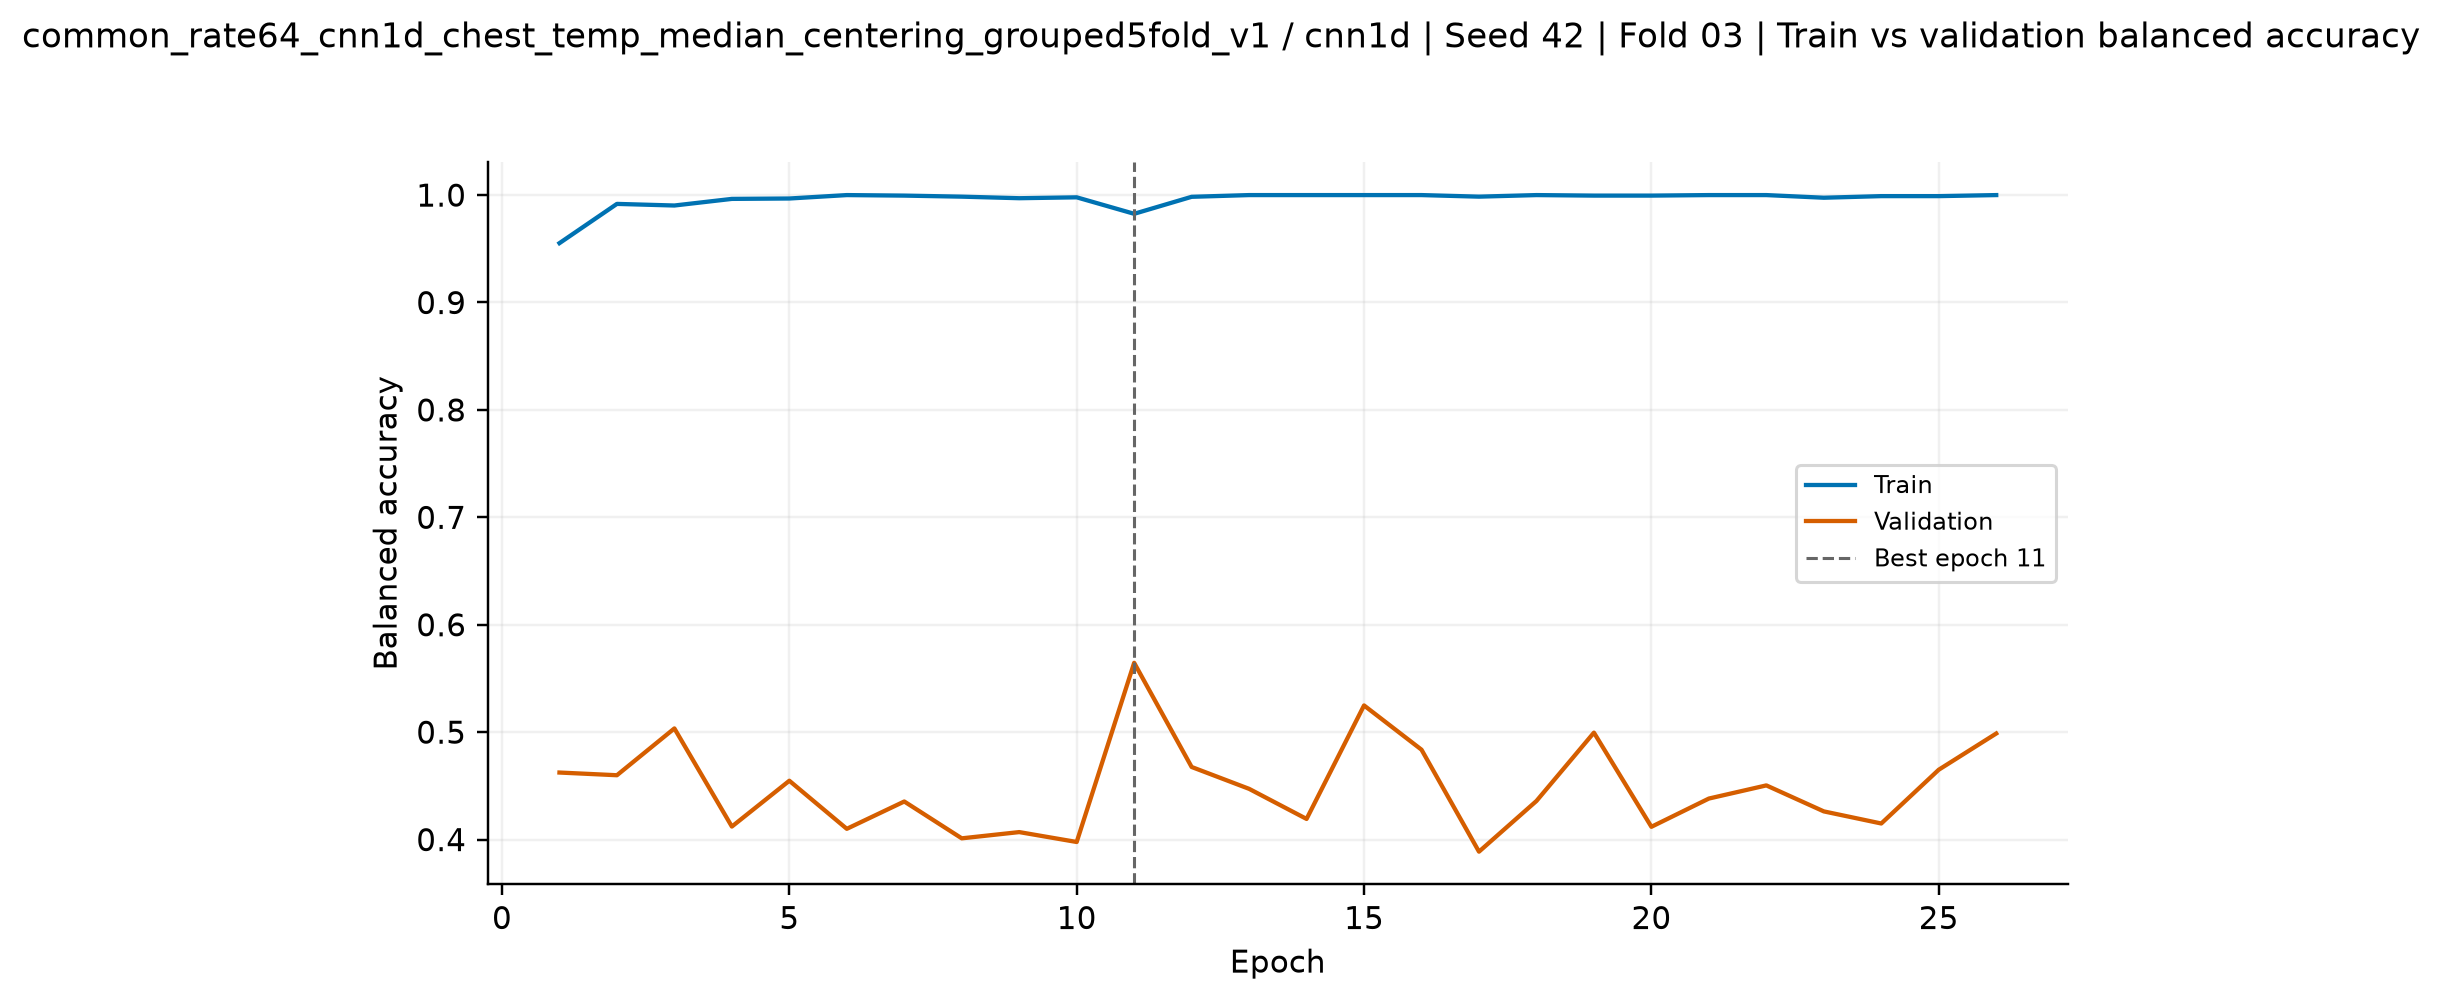 common_rate64_cnn1d_chest_temp_median_centering_grouped5fold_v1 / cnn1d | Seed 42 | Fold 03 | Train vs validation balanced accuracy
Balanced accuracy
1.0
0.9
0.8
0.7
0.6
0.5
0.4
Train
Validation
Best epoch 11
0 5 10 15 20 25
Epoch